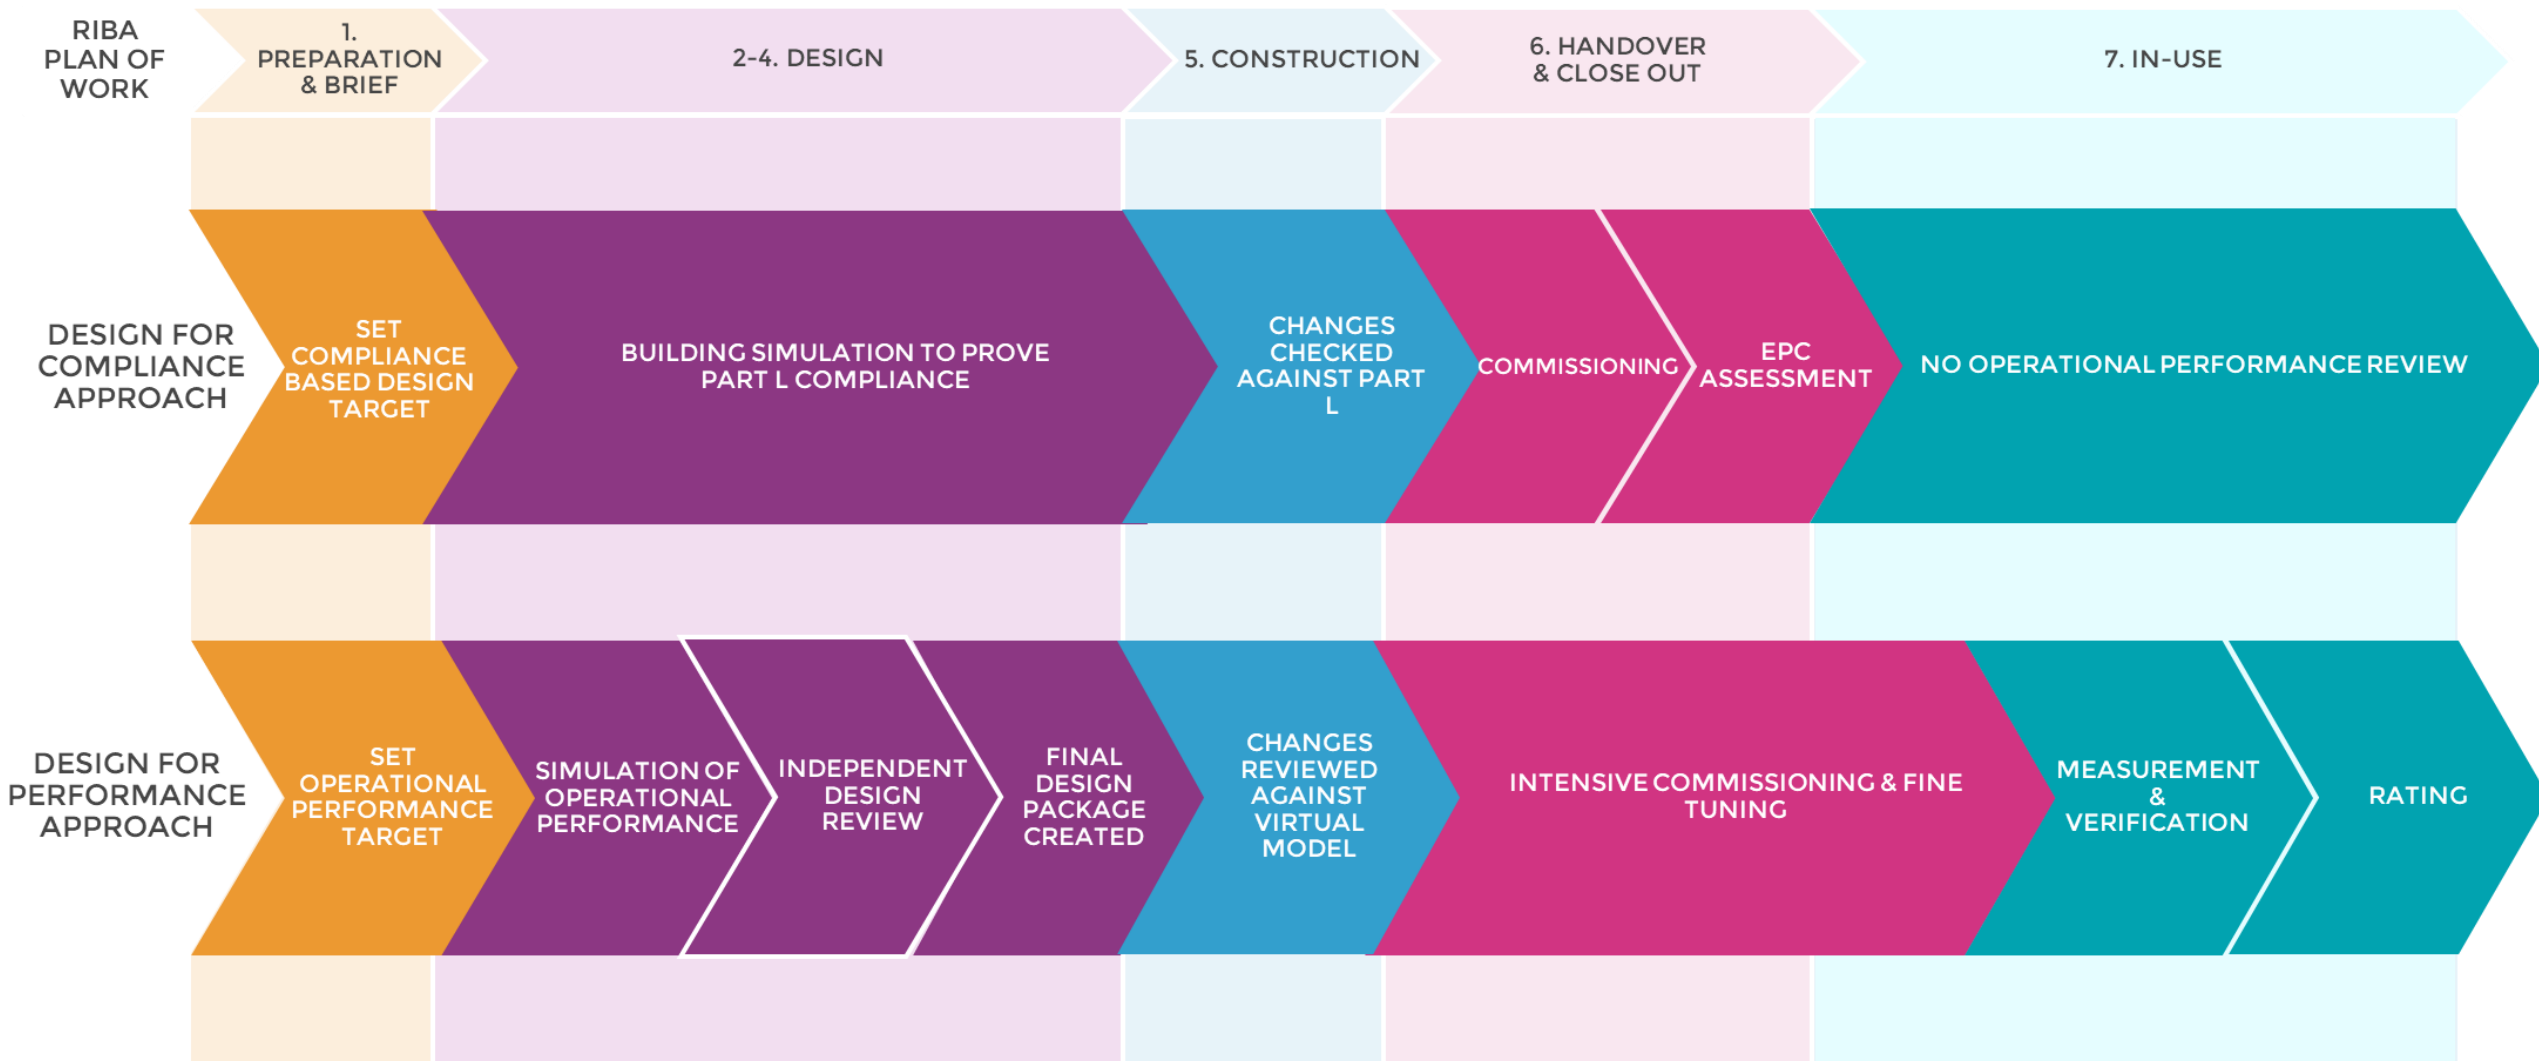 RIBA
PLAN OF
WORK
1.
PREPARATION
& BRIEF
2-4. DESIGN
5. CONSTRUCTION
6. HANDOVER
& CLOSE OUT
7. IN-USE
DESIGN FOR
COMPLIANCE
APPROACH
SET
COMPLIANCE
BASED DESIGN
TARGET
BUILDING SIMULATION TO PROVE
PART L COMPLIANCE
CHANGES
CHECKED
AGAINST PART
L
COMMISSIONING
EPC
ASSESSMENT
NO OPERATIONAL PERFORMANCE REVIEW
DESIGN FOR
PERFORMANCE
APPROACH
SET
OPERATIONAL
PERFORMANCE
TARGET
SIMULATION OF
OPERATIONAL
PERFORMANCE
INDEPENDENT
DESIGN
REVIEW
FINAL
DESIGN
PACKAGE
CREATED
CHANGES
REVIEWED
AGAINST
VIRTUAL
MODEL
INTENSIVE COMMISSIONING & FINE
TUNING
MEASUREMENT
&
VERIFICATION
RATING